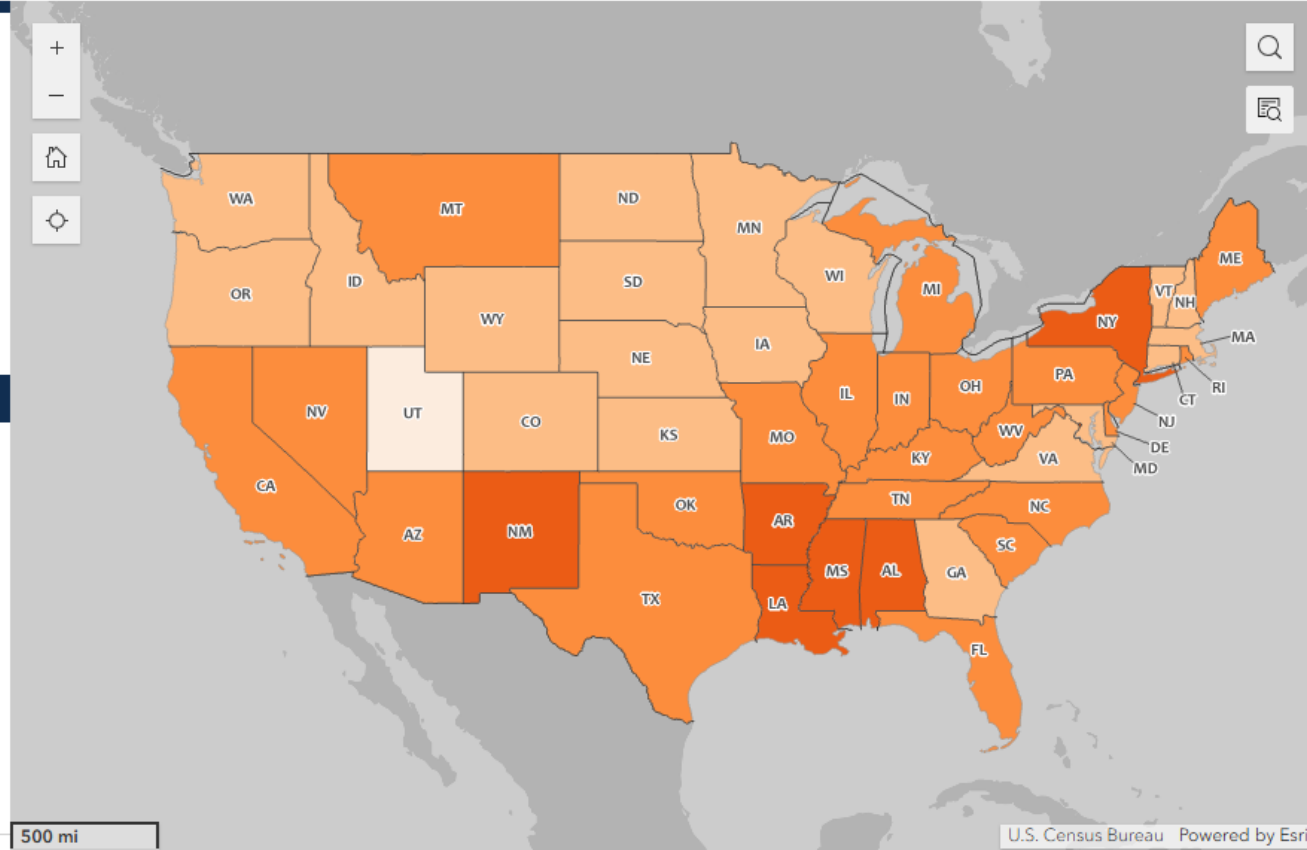 +
−
WA
MT
ND
MN
ME
OR
ID
SD
WI
MI
VT
NH
WY
NY
MA
NE
IA
RI
CT
PA
NV
UT
CO
KS
IL
IN
OH
NJ
MO
WV
DE
KY
VA
MD
CA
AZ
NM
OK
AR
TN
NC
SC
TX
LA
MS
AL
GA
FL
500 mi
U.S. Census Bureau Powered by Esri